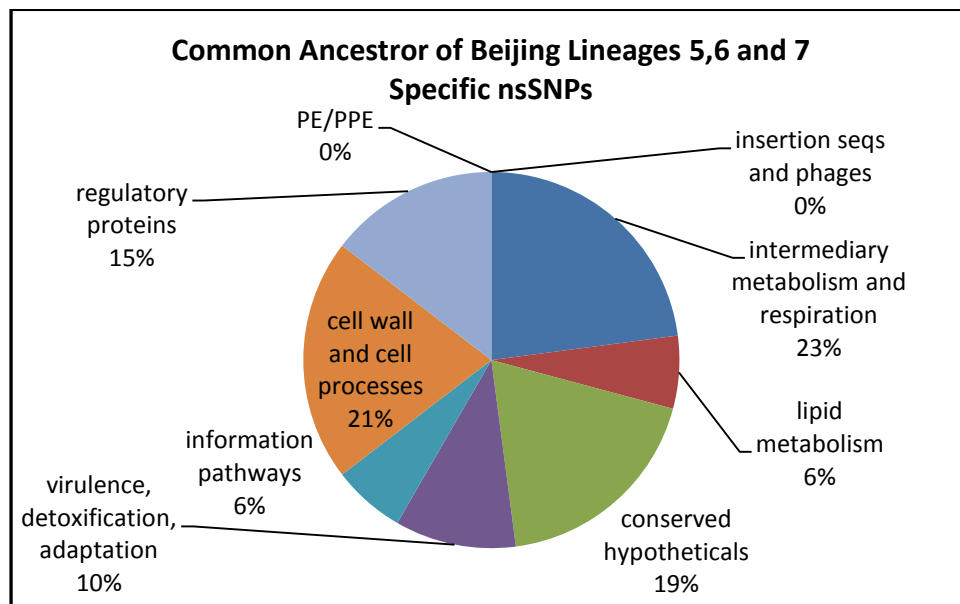 Common Ancestror of Beijing Lineages 5,6 and 7
Specific nsSNPs
PE/PPE
0%
insertion seqs
and phages
0%
intermediary
metabolism and
respiration
23%
lipid
metabolism
6%
conserved
hypotheticals
19%
virulence,
detoxification,
adaptation
10%
information
pathways
6%
cell wall
and cell
processes
21%
regulatory
proteins
15%